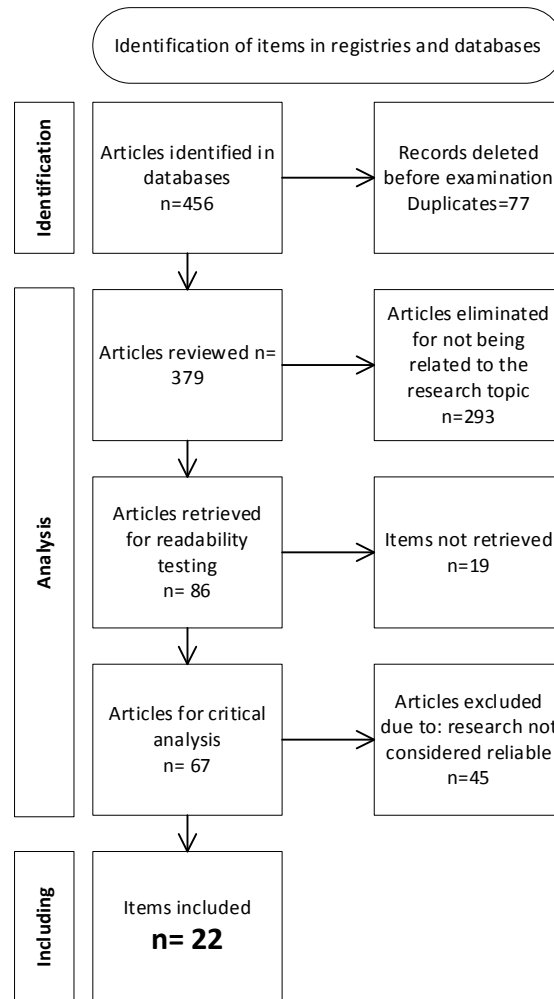 Identification of items in registries and databases
Identification
Articles identified in
databases
n=456
Records deleted
before examination
Duplicates=77
Analysis
Articles reviewed n=
379
Articles eliminated
for not being
related to the
research topic
n=293
Articles retrieved
for readability
testing
n= 86
Items not retrieved
n=19
Articles for critical
analysis
n= 67
Articles excluded
due to: research not
considered reliable
n=45
Including
Items included
n= 22